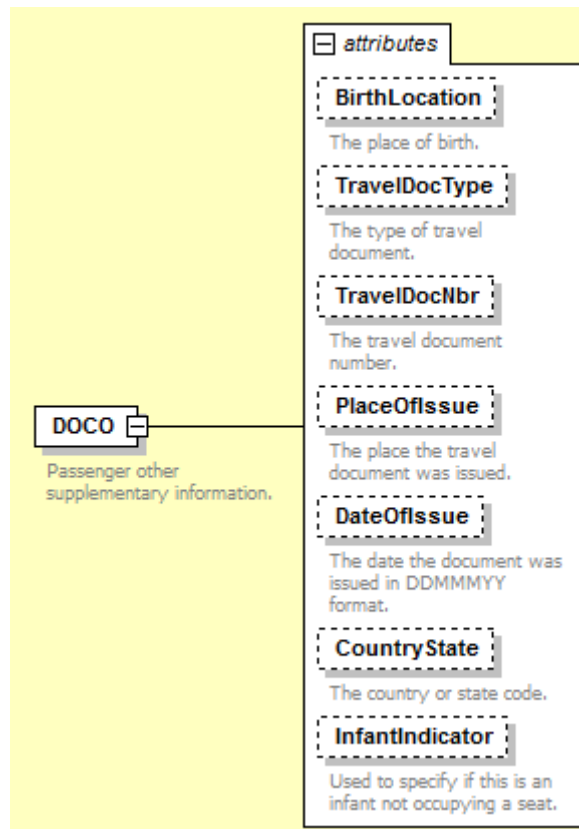 attributes
BirthLocation
The place of birth.
TravelDocType
The type of travel
document.
TravelDocNbr
The travel document
number.
PlaceOfIssue
The place the travel
document was issued.
DOCO
Passenger other
supplementary information.
DateOfIssue
The date the document was
issued in DDMMMYY
format.
CountryState
The country or state code.
InfantIndicator
Used to specify if this is an
infant not occupying a seat.